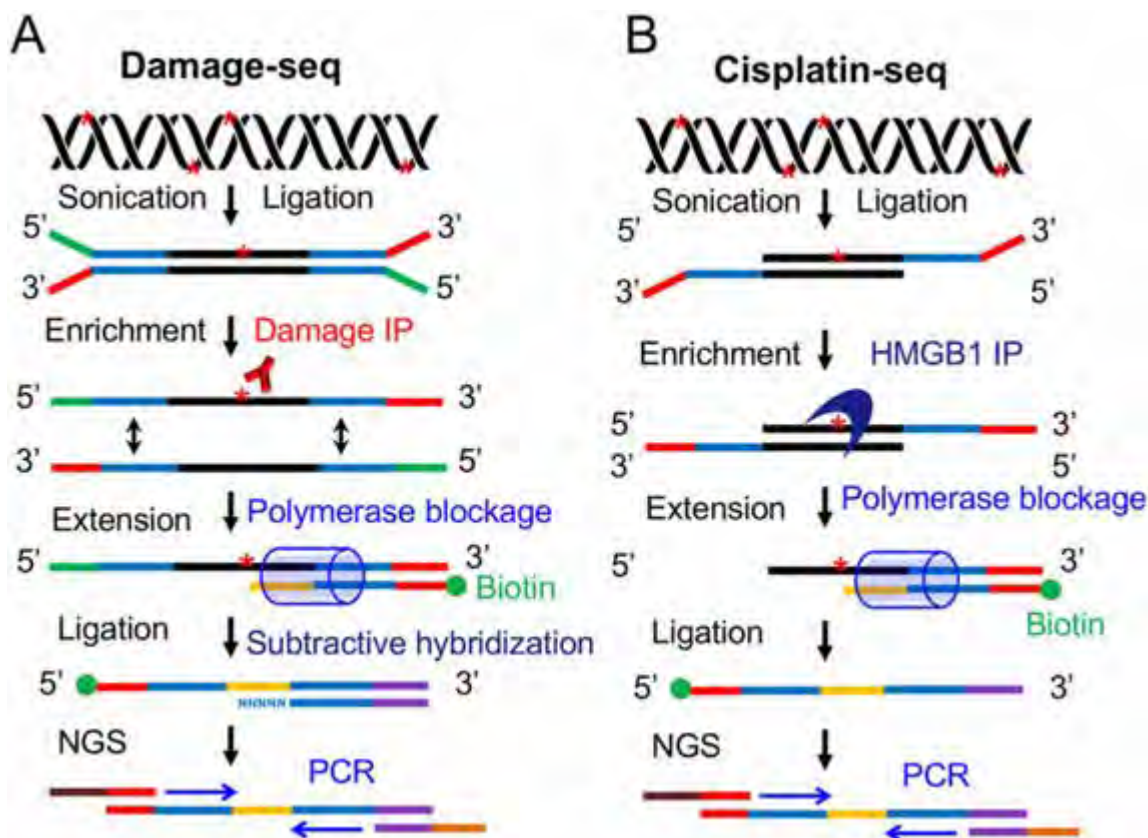 A
Damage-seq
Sonication Ligation
5’ 3’
3’ 5’
Enrichment Damage IP
5’ 3’
3’ 5’
Extension Polymerase blockage
5’ 3’
Biotin
Ligation Subtractive hybridization
5’ 3’
NNNNN
NGS
PCR
B
Cisplatin-seq
Sonication Ligation
5’ 3’
3’ 5’
Enrichment HMGB1 IP
5’ 3’
3’ 5’
Extension Polymerase blockage
5’ 3’
Biotin
Ligation
5’ 3’
NGS
PCR